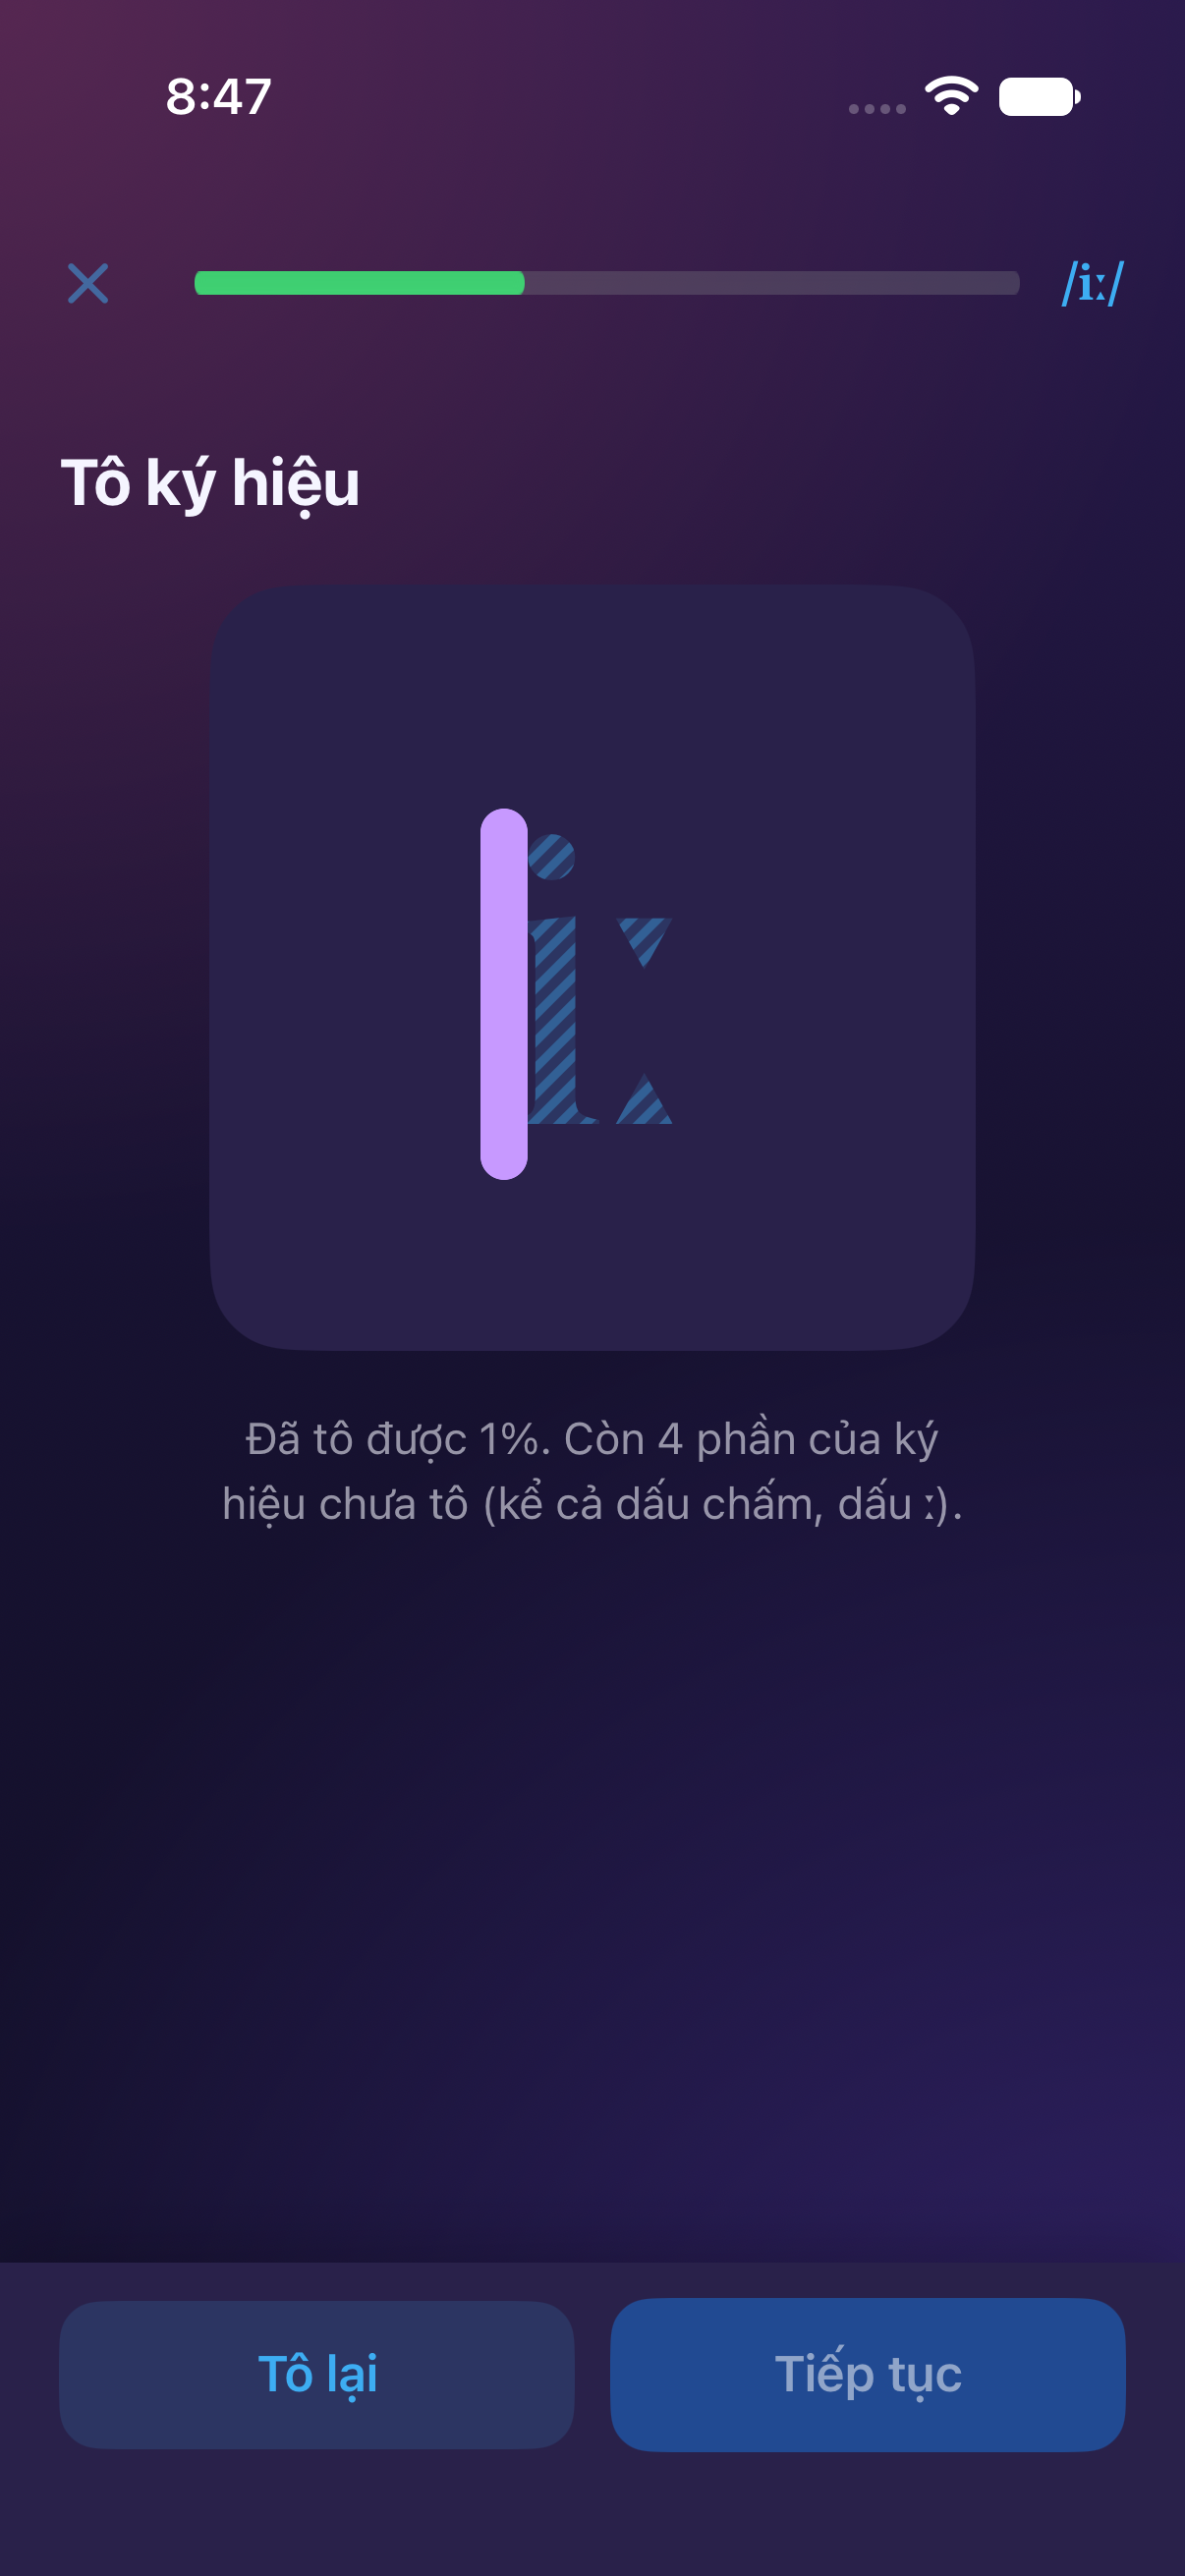 8:47
/iː/
Tô ký hiệu
iː
Đã tô được 1%. Còn 4 phần của ký
hiệu chưa tô (kể cả dấu chấm, dấu ː).
Tô lại
Tiếp tục